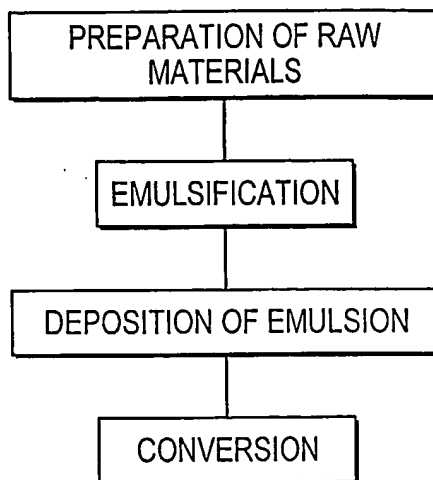 PREPARATION OF RAW
MATERIALS
EMULSIFICATION
DEPOSITION OF EMULSION
CONVERSION